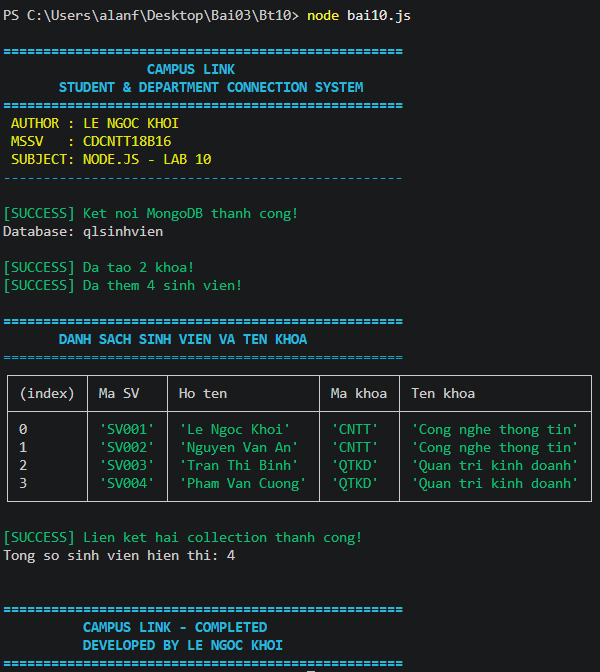 PS C:\Users\alanf\Desktop\Bai03\Bt10> node bai10.js
==================================================
CAMPUS LINK
STUDENT & DEPARTMENT CONNECTION SYSTEM
==================================================
AUTHOR : LE NGOC KHOI
MSSV   : CDCNTT18B16
SUBJECT: NODE.JS - LAB 10
--------------------------------------------------
[SUCCESS] Ket noi MongoDB thanh cong!
Database: qlsinhvien
[SUCCESS] Da tao 2 khoa!
[SUCCESS] Da them 4 sinh vien!
==================================================
DANH SACH SINH VIEN VA TEN KHOA
==================================================
(index) Ma SV Ho ten Ma khoa Ten khoa
0 'SV001' 'Le Ngoc Khoi' 'CNTT' 'Cong nghe thong tin'
1 'SV002' 'Nguyen Van An' 'CNTT' 'Cong nghe thong tin'
2 'SV003' 'Tran Thi Binh' 'QTKD' 'Quan tri kinh doanh'
3 'SV004' 'Pham Van Cuong' 'QTKD' 'Quan tri kinh doanh'
[SUCCESS] Lien ket hai collection thanh cong!
Tong so sinh vien hien thi: 4
==================================================
CAMPUS LINK - COMPLETED
DEVELOPED BY LE NGOC KHOI
==================================================